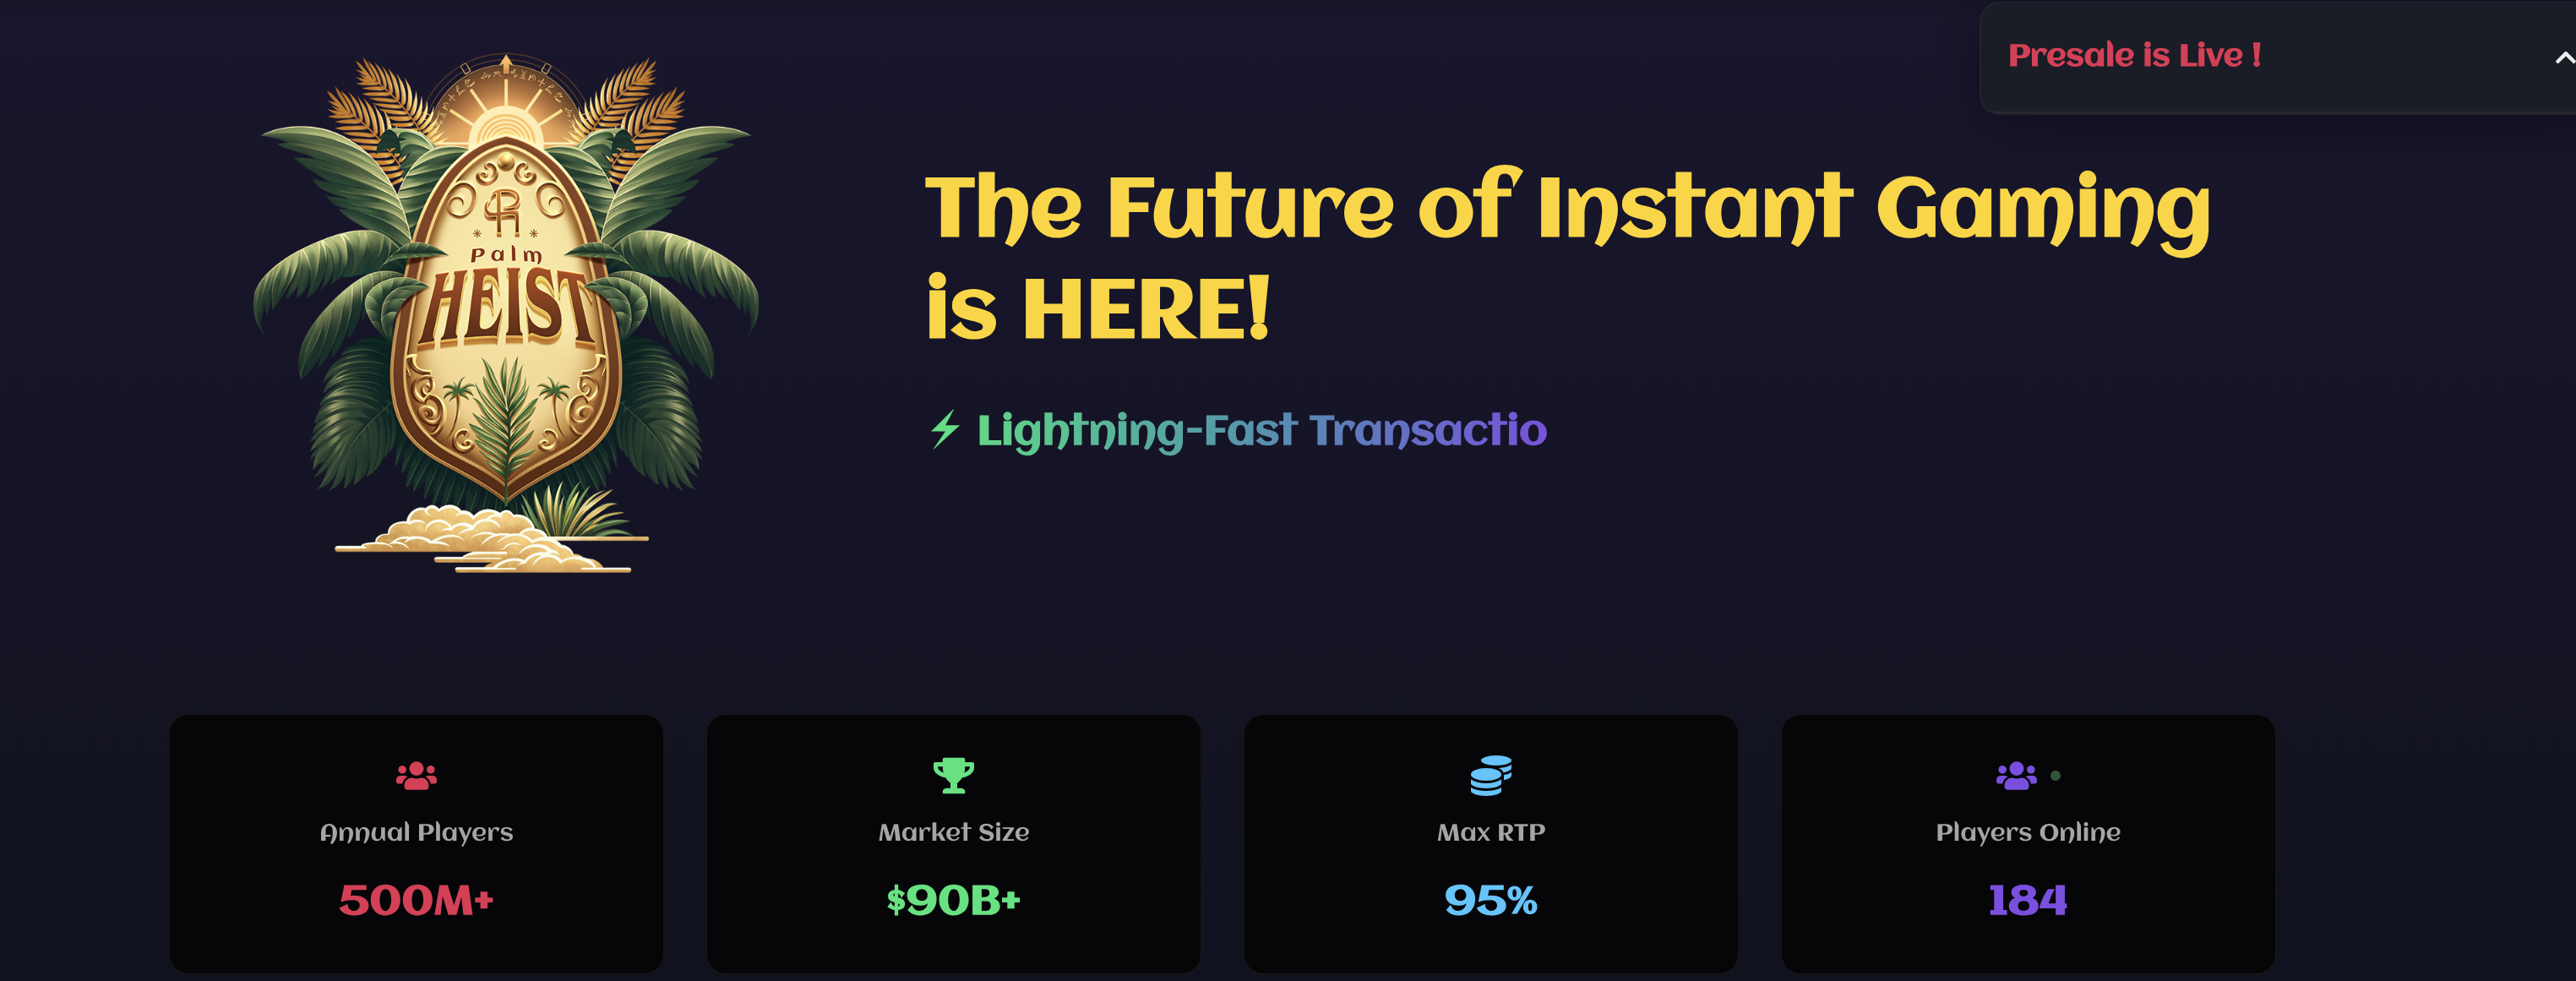 Presale is Live !
Palm
HEIST
The Future of Instant Gaming
is HERE!
⚡ Lightning-Fast Transactio
Annual Players
500M+
Market Size
$90B+
Max RTP
95%
Players Online
184